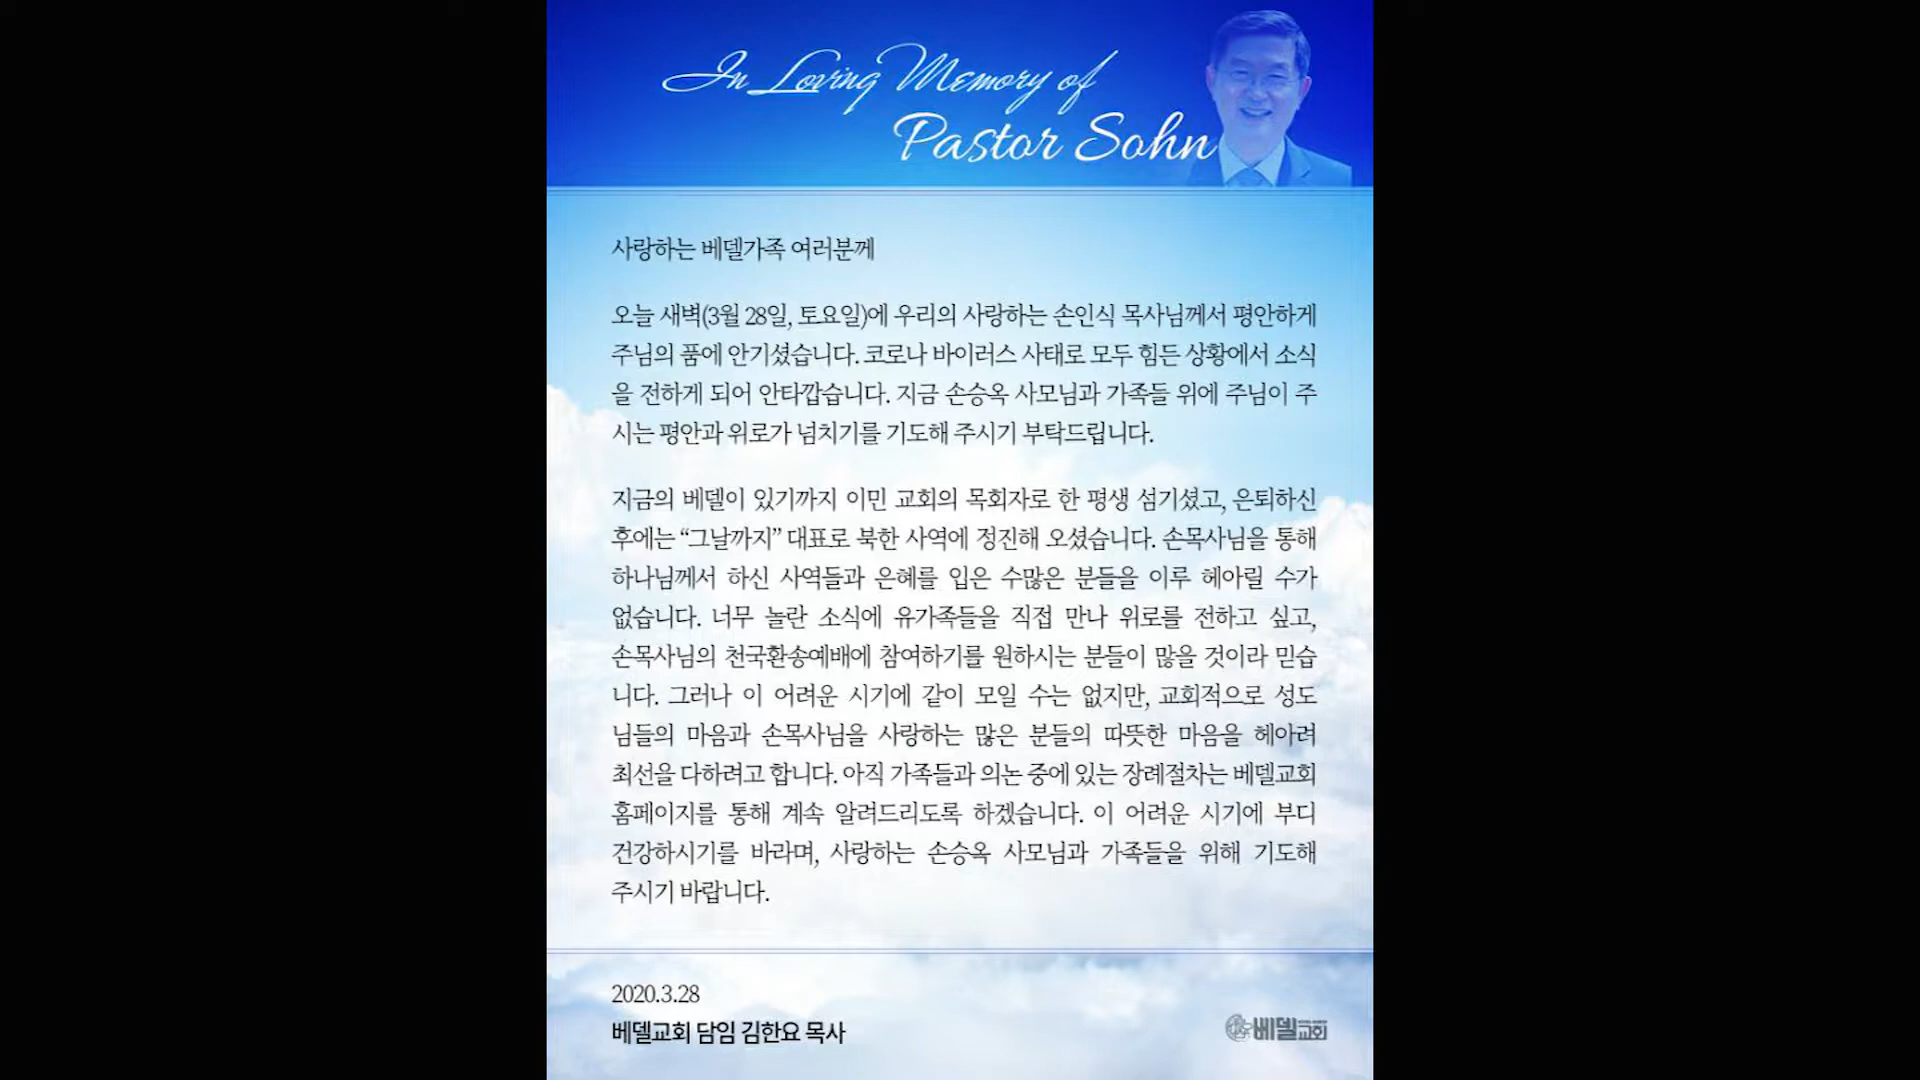 In Loving Memory of
Pastor Sohn
사랑하는 베델가족 여러분께
오늘 새벽(3월 28일, 토요일)에 우리의 사랑하는 손인식 목사님께서 평안하게
주님의 품에 안기셨습니다. 코로나 바이러스 사태로 모두 힘든 상황에서 소식
을 전하게 되어 안타깝습니다. 지금 손승옥 사모님과 가족들 위에 주님이 주
시는 평안과 위로가 넘치기를 기도해 주시기 부탁드립니다.
지금의 베델이 있기까지 이민 교회의 목회자로 한 평생 섬기셨고, 은퇴하신
후에는 “그날까지” 대표로 북한 사역에 정진해 오셨습니다. 손목사님을 통해
하나님께서 하신 사역들과 은혜를 입은 수많은 분들을 이루 헤아릴 수가
없습니다. 너무 놀란 소식에 유가족들을 직접 만나 위로를 전하고 싶고,
손목사님의 천국환송예배에 참여하기를 원하시는 분들이 많을 것이라 믿습
니다. 그러나 이 어려운 시기에 같이 모일 수는 없지만, 교회적으로 성도
님들의 마음과 손목사님을 사랑하는 많은 분들의 따뜻한 마음을 헤아려
최선을 다하려고 합니다. 아직 가족들과 의논 중에 있는 장례절차는 베델교회
홈페이지를 통해 계속 알려드리도록 하겠습니다. 이 어려운 시기에 부디
건강하시기를 바라며, 사랑하는 손승옥 사모님과 가족들을 위해 기도해
주시기 바랍니다.
2020.3.28
베델교회 담임 김한요 목사
베델교회